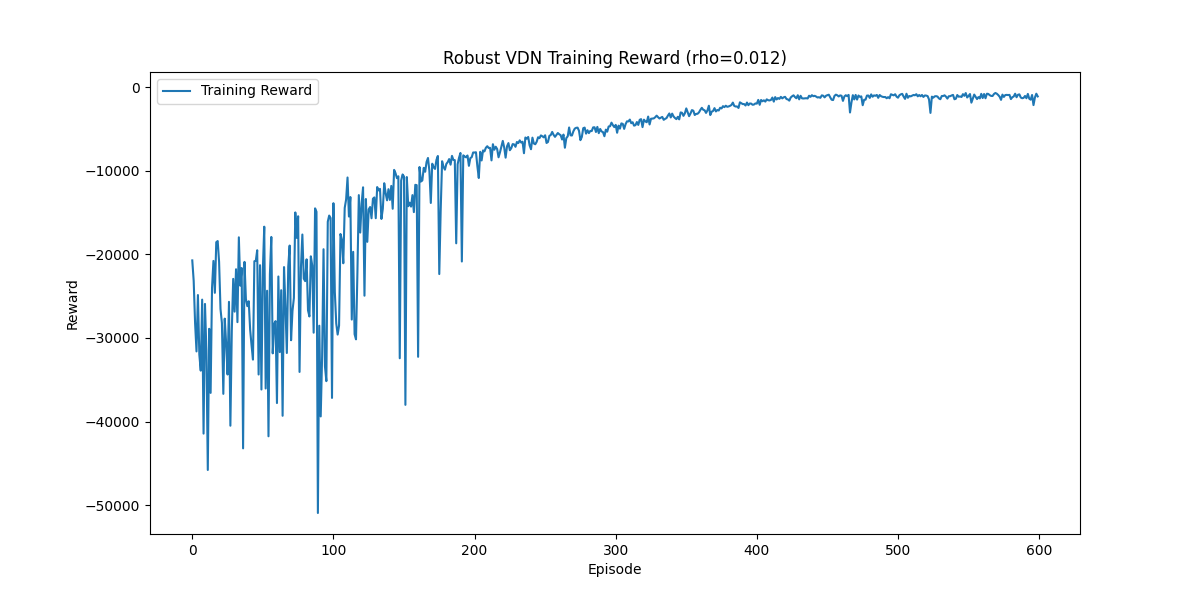 Robust VDN Training Reward (rho=0.012)
Training Reward
Reward
0
−10000
−20000
−30000
−40000
−50000
0 100 200 300 400 500 600
Episode